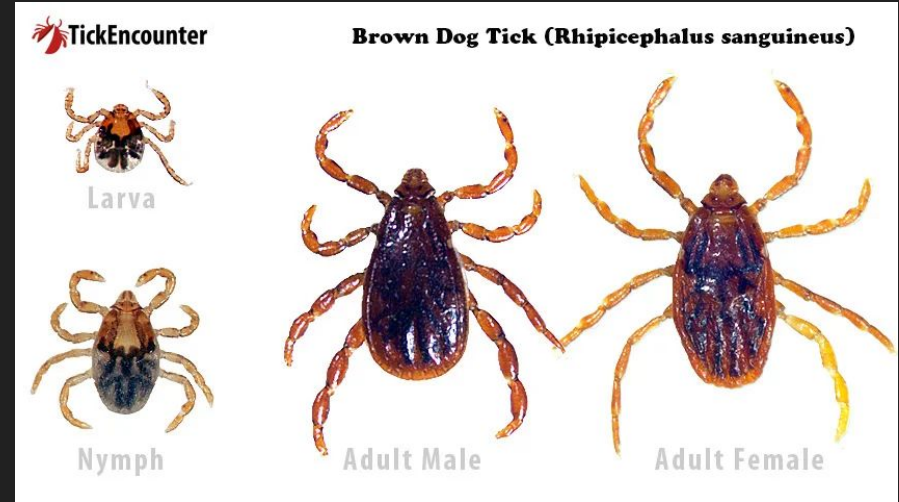 TickEncounter
Brown Dog Tick (Rhipicephalus sanguineus)
Larva
Nymph
Adult Male
Adult Female